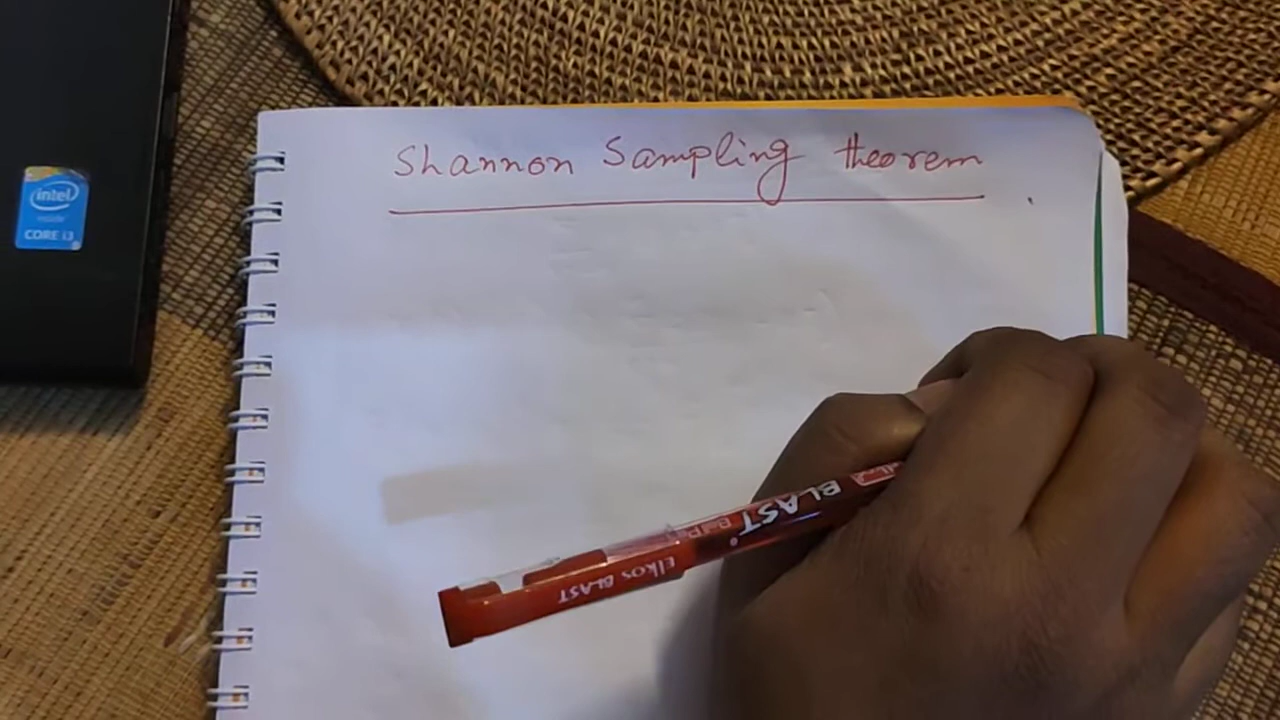 Shannon Sampling theorem
intel
inside
CORE i3
Elkos BLAST
BLAST